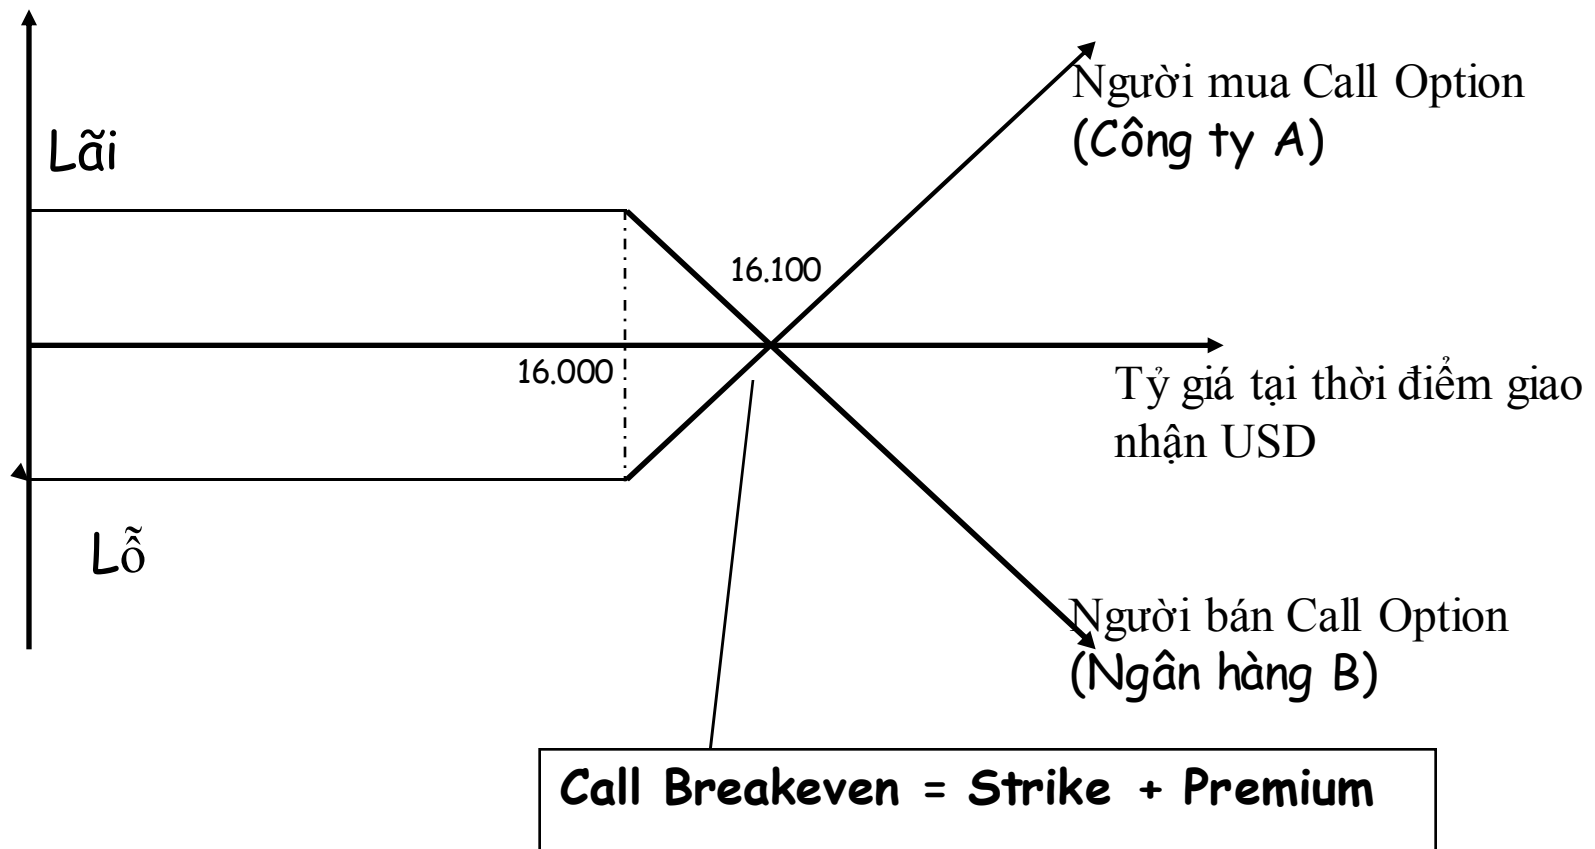 Người mua Call Option
(Công ty A)
Lãi
16.100
16.000
Tỷ giá tại thời điểm giao
nhận USD
Lỗ
Người bán Call Option
(Ngân hàng B)
Call Breakeven = Strike + Premium